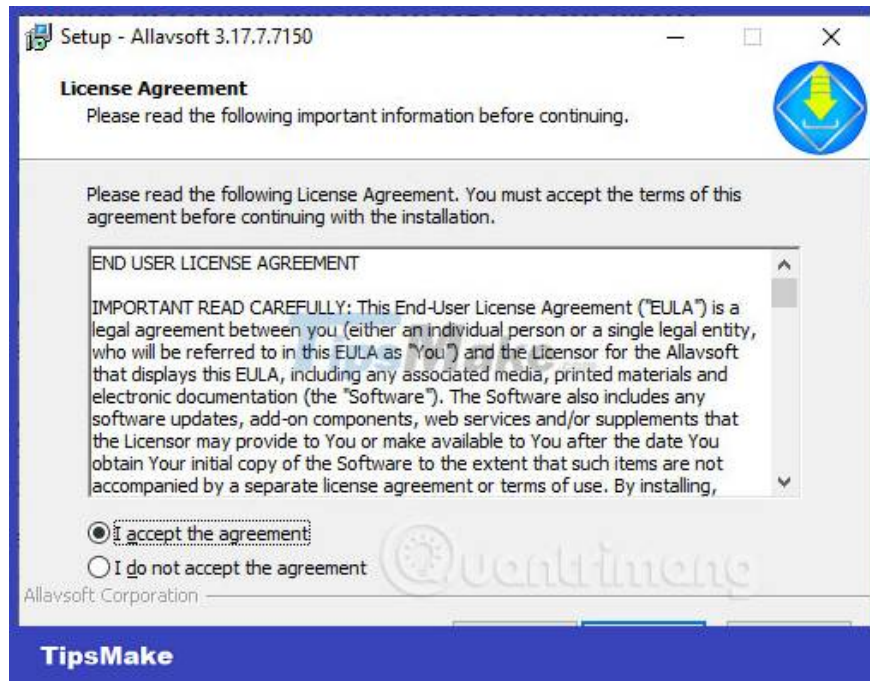 Setup - Allavsoft 3.17.7.7150
License Agreement
Please read the following important information before continuing.
Please read the following License Agreement. You must accept the terms of this
agreement before continuing with the installation.
END USER LICENSE AGREEMENT
IMPORTANT READ CAREFULLY: This End-User License Agreement ("EULA") is a
legal agreement between you (either an individual person or a single legal entity,
who will be referred to in this EULA as "You") and the Licensor for the Allavsoft
that displays this EULA, including any associated media, printed materials and
electronic documentation (the "Software"). The Software also includes any
software updates, add-on components, web services and/or supplements that
the Licensor may provide to You or make available to You after the date You
obtain Your initial copy of the Software to the extent that such items are not
accompanied by a separate license agreement or terms of use. By installing,
TipsMake.com
I accept the agreement
I do not accept the agreement
Quantrimang
Allavsoft Corporation
TipsMake